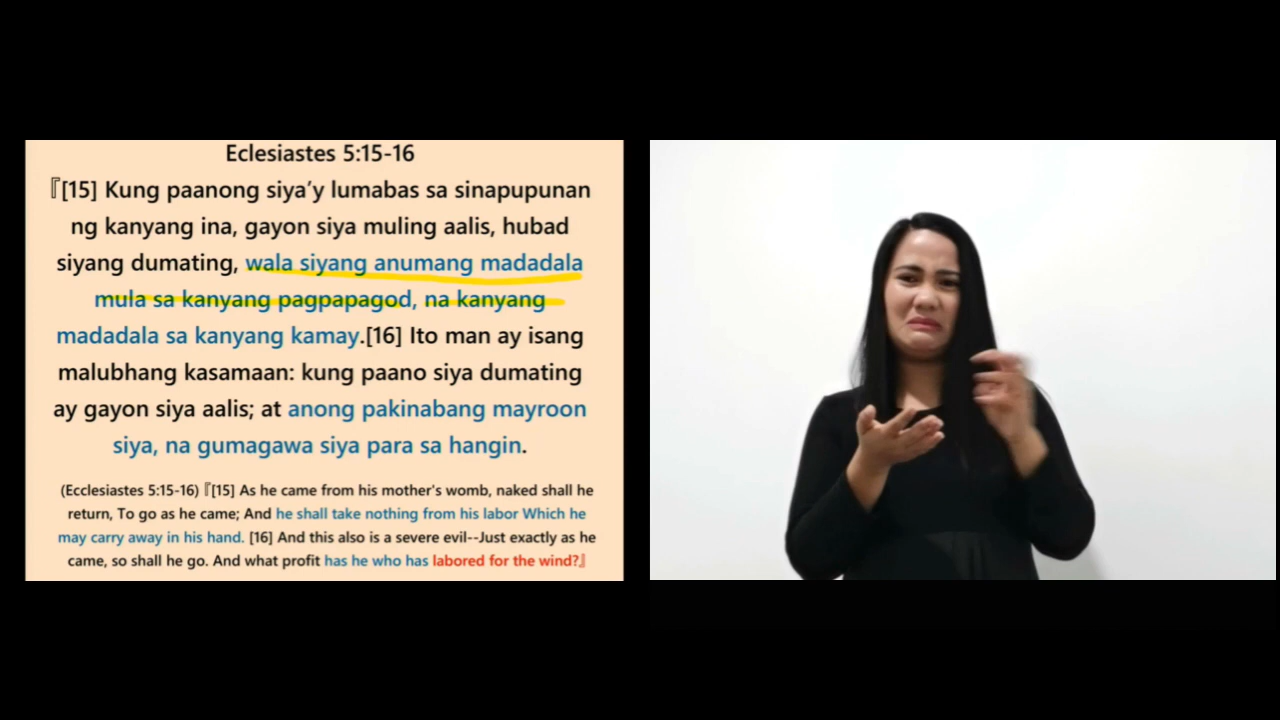 Eclesiastes 5:15-16
『[15] Kung paanong siya’y lumabas sa sinapupunan
ng kanyang ina, gayon siya muling aalis, hubad
siyang dumating, wala siyang anumang madadala
mula sa kanyang pagpapagod, na kanyang
madadala sa kanyang kamay.[16] Ito man ay isang
malubhang kasamaan: kung paano siya dumating
ay gayon siya aalis; at anong pakinabang mayroon
siya, na gumagawa siya para sa hangin.
(Ecclesiastes 5:15-16) 『[15] As he came from his mother's womb, naked shall he
return, To go as he came; And he shall take nothing from his labor Which he
may carry away in his hand. [16] And this also is a severe evil--Just exactly as he
came, so shall he go. And what profit has he who has labored for the wind?』